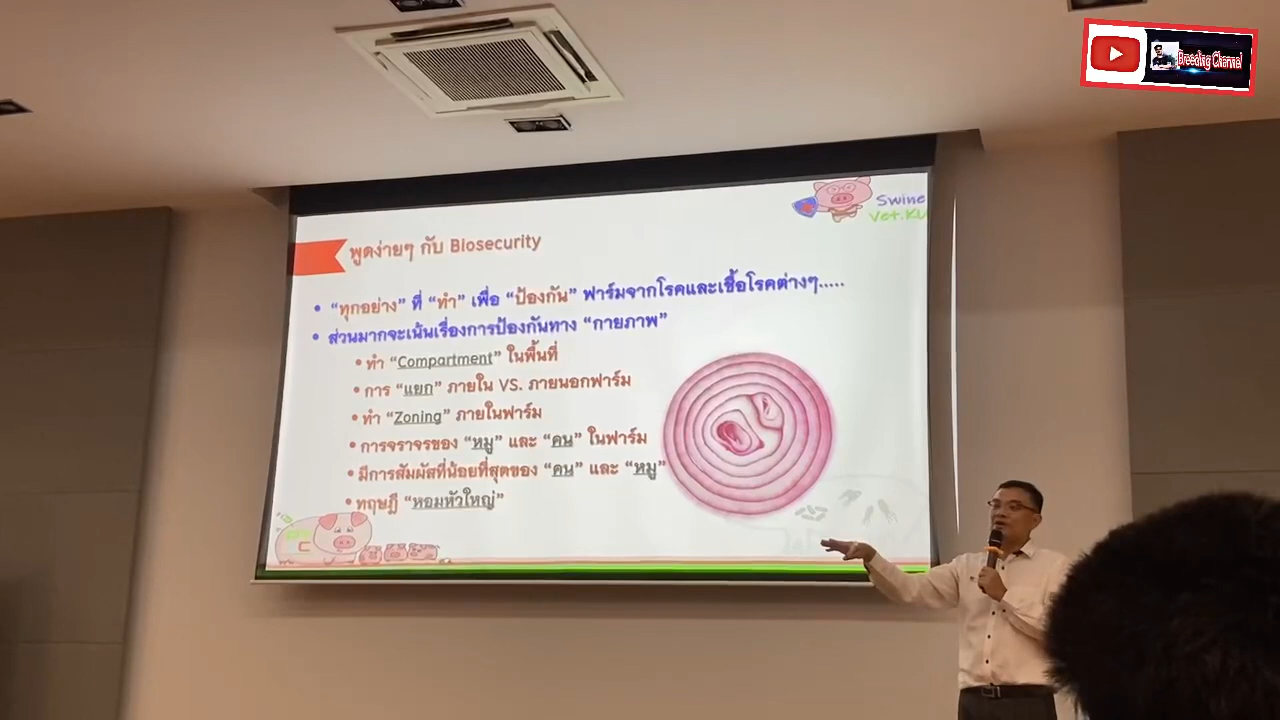 Breeding Channel
Swine
Vet.KU
พูดง่ายๆ กับ Biosecurity
• “ทุกอย่าง” ที่ “ทำ” เพื่อ “ป้องกัน” ฟาร์มจากโรคและเชื้อโรคต่างๆ.....
• ส่วนมากจะเน้นเรื่องการป้องกันทาง “กายภาพ”
• ทำ “Compartment” ในพื้นที่
• การ “แยก” ภายใน VS. ภายนอกฟาร์ม
• ทำ “Zoning” ภายในฟาร์ม
• การจราจรของ “หมู” และ “คน” ในฟาร์ม
• มีการสัมผัสที่น้อยที่สุดของ “คน” และ “หมู”
• ทฤษฎี “หอมหัวใหญ่”